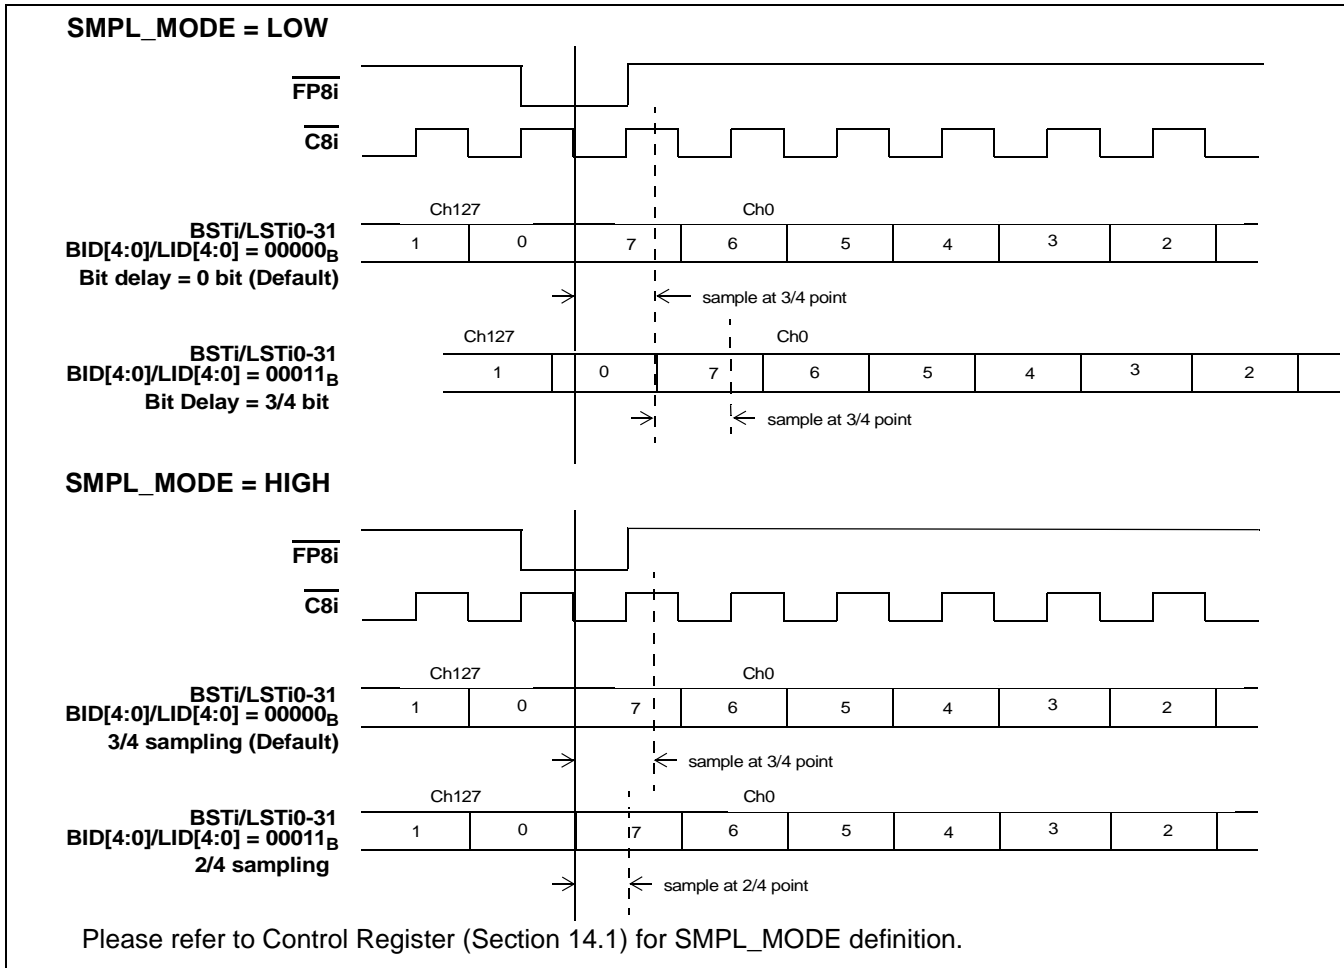 SMPL_MODE = LOW
FP8i
C8i
Ch127 Ch0
BSTi/LSTi0-31
BID[4:0]/LID[4:0] = 00000B
Bit delay = 0 bit (Default)
1 0 7 6 5 4 3 2
sample at 3/4 point
Ch127 Ch0
BSTi/LSTi0-31
BID[4:0]/LID[4:0] = 00011B
Bit Delay = 3/4 bit
1 0 7 6 5 4 3 2
sample at 3/4 point
SMPL_MODE = HIGH
FP8i
C8i
Ch127 Ch0
BSTi/LSTi0-31
BID[4:0]/LID[4:0] = 00000B
3/4 sampling (Default)
1 0 7 6 5 4 3 2
sample at 3/4 point
Ch127 Ch0
BSTi/LSTi0-31
BID[4:0]/LID[4:0] = 00011B
2/4 sampling
1 0 7 6 5 4 3 2
sample at 2/4 point
Please refer to Control Register (Section 14.1) for SMPL_MODE definition.